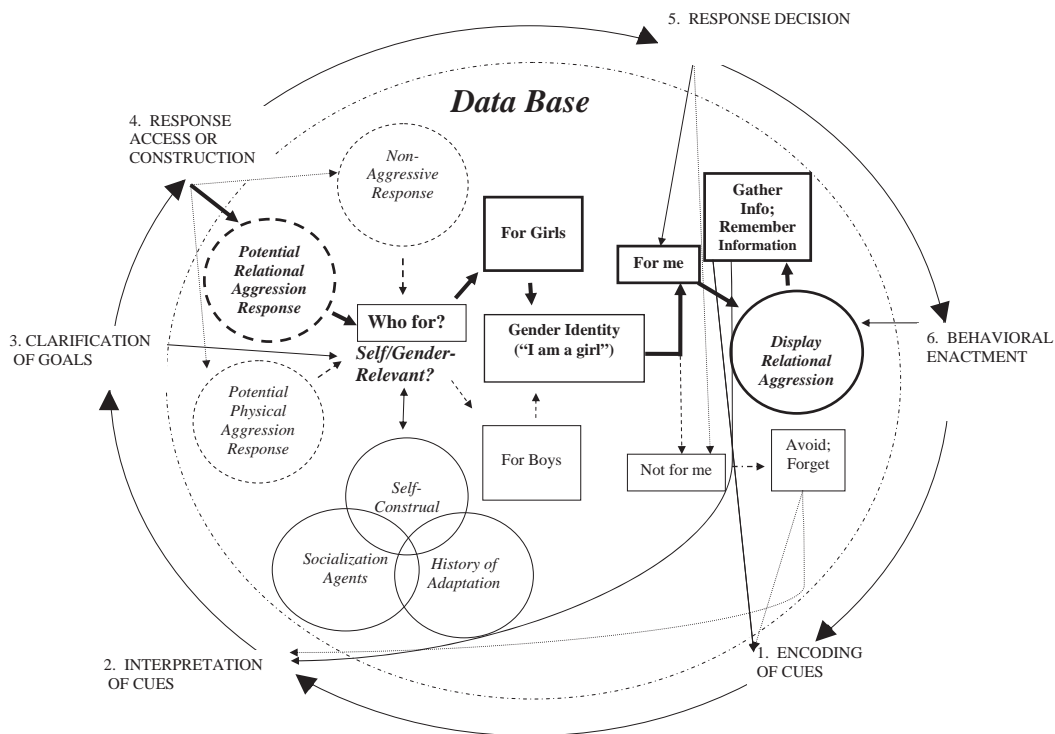 5. RESPONSE DECISION
Data Base
4. RESPONSE
ACCESS OR
CONSTRUCTION
Non-
Aggressive
Response
Gather
Info;
Remember
Information
For Girls
For me
Potential
Relational
Aggression
Response
Who for?
Self/Gender-
Relevant?
Gender Identity
(“I am a girl”)
Display
Relational
Aggression
3. CLARIFICATION
OF GOALS
6. BEHAVIORAL
ENACTMENT
Potential
Physical
Aggression
Response
For Boys
Not for me
Avoid;
Forget
Self-
Construal
Socialization
Agents
History of
Adaptation
2. INTERPRETATION
OF CUES
1. ENCODING
OF CUES